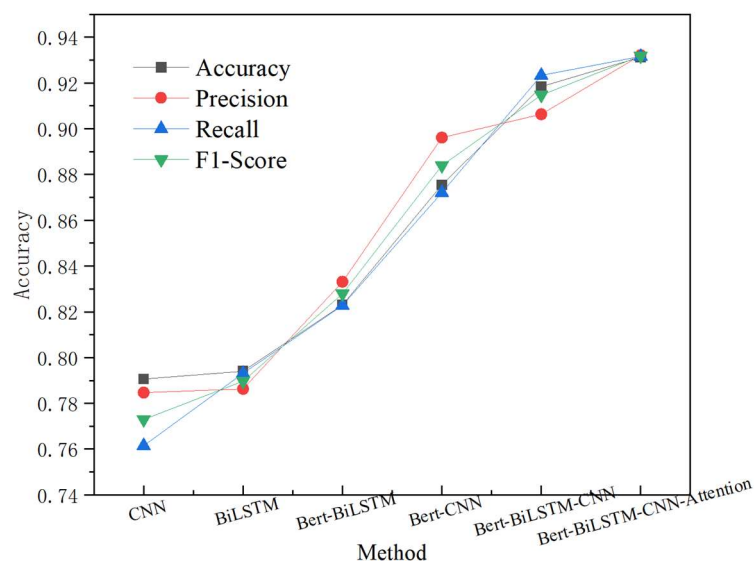 0.94
0.92
0.90
0.88
0.86
0.84
0.82
0.80
0.78
0.76
0.74
Accuracy
Accuracy
Precision
Recall
F1-Score
CNN
BiLSTM
Bert-BiLSTM
Bert-CNN
Bert-BiLSTM-CNN
Bert-BiLSTM-CNN-Attention
Method